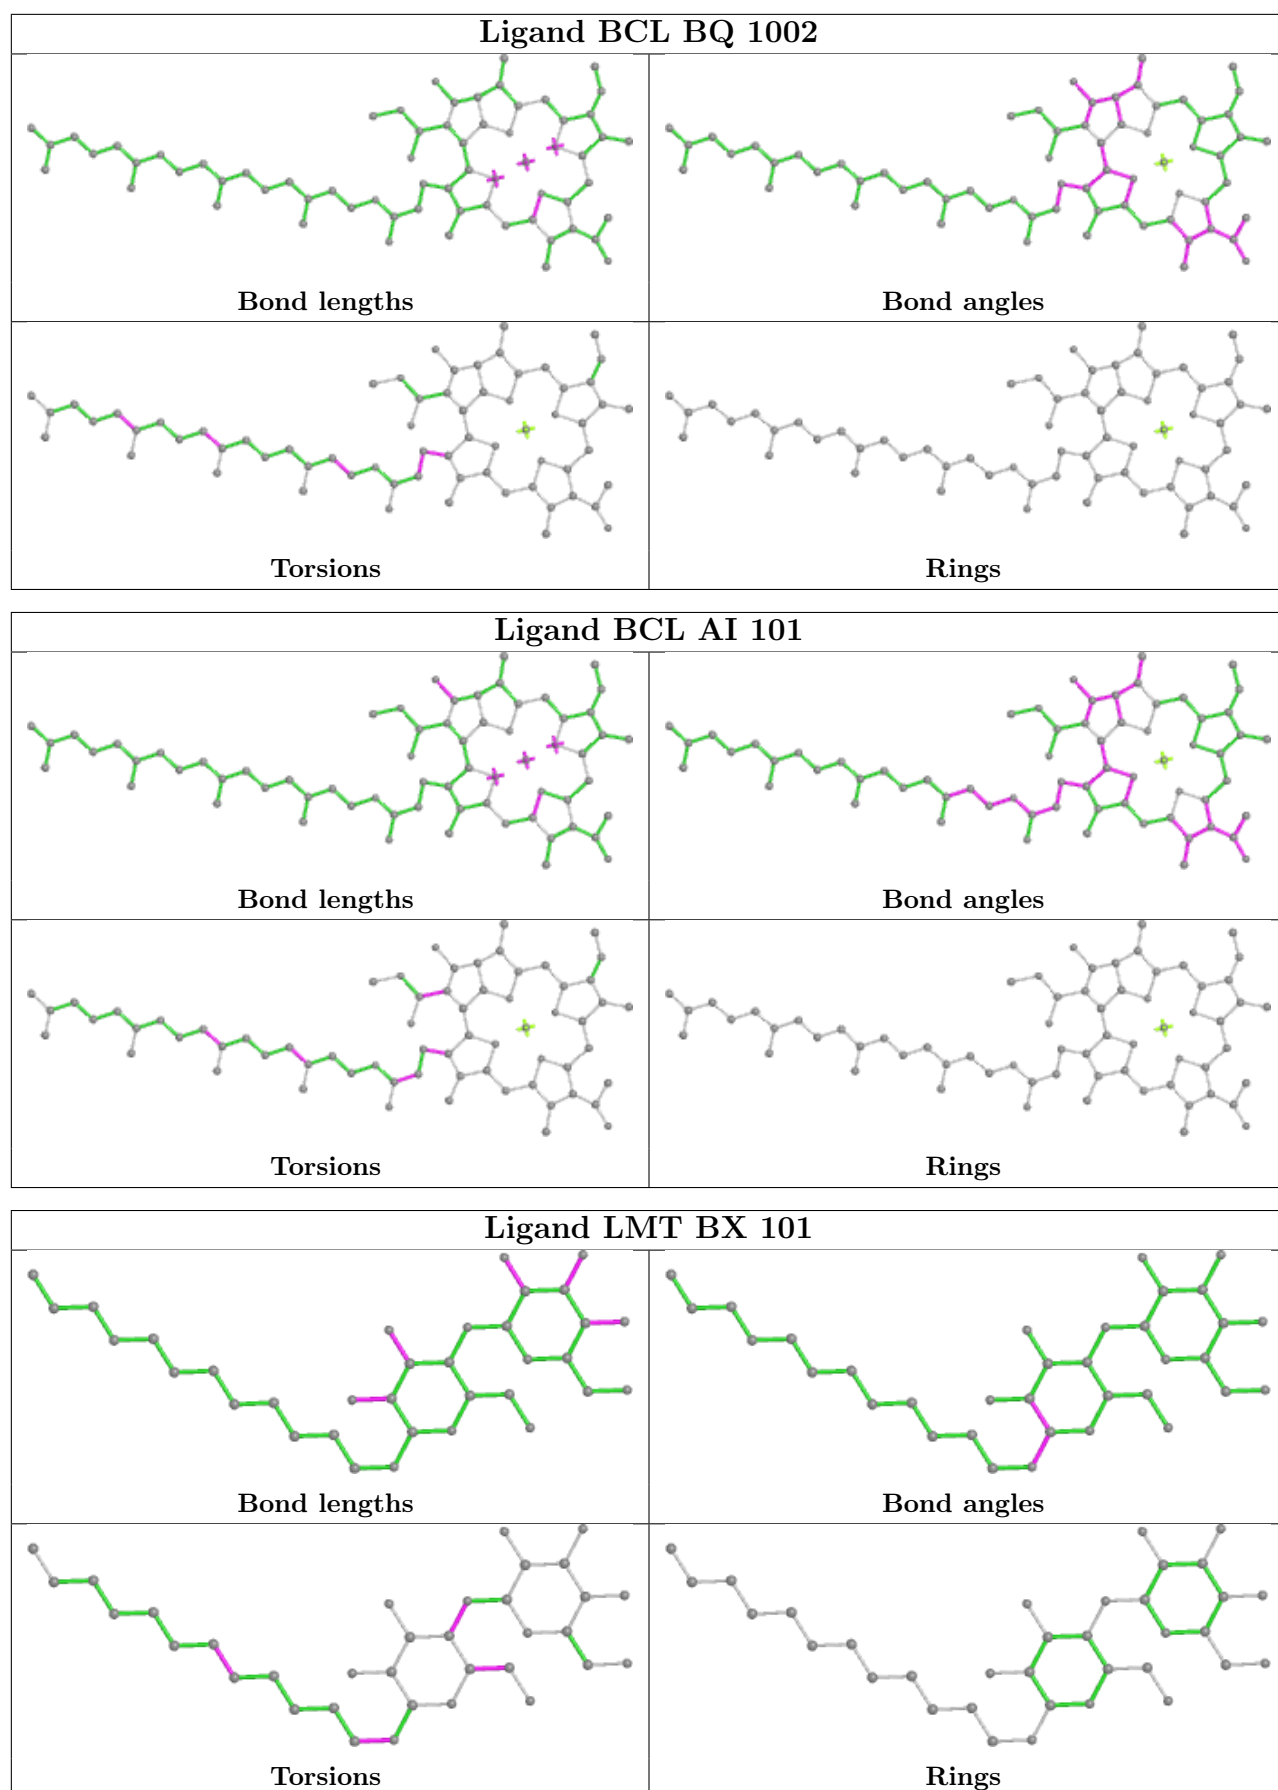 Ligand BCL BQ 1002
Bond lengths
Bond angles
Torsions
Rings
Ligand BCL AI 101
Bond lengths
Bond angles
Torsions
Rings
Ligand LMT BX 101
Bond lengths
Bond angles
Torsions
Rings